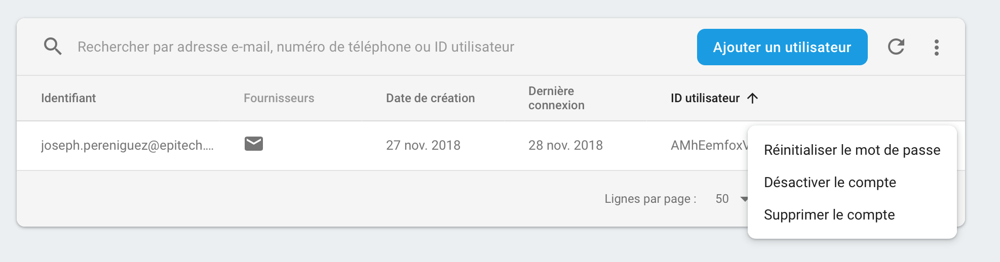 Rechercher par adresse e-mail, numéro de téléphone ou ID utilisateur
Ajouter un utilisateur
Identifiant
Fournisseurs
Date de création
Dernière
connexion
ID utilisateur
joseph.pereniguez@epitech....
27 nov. 2018
28 nov. 2018
AMhEemfoxV
Réinitialiser le mot de passe
Désactiver le compte
Supprimer le compte
Lignes par page :
50